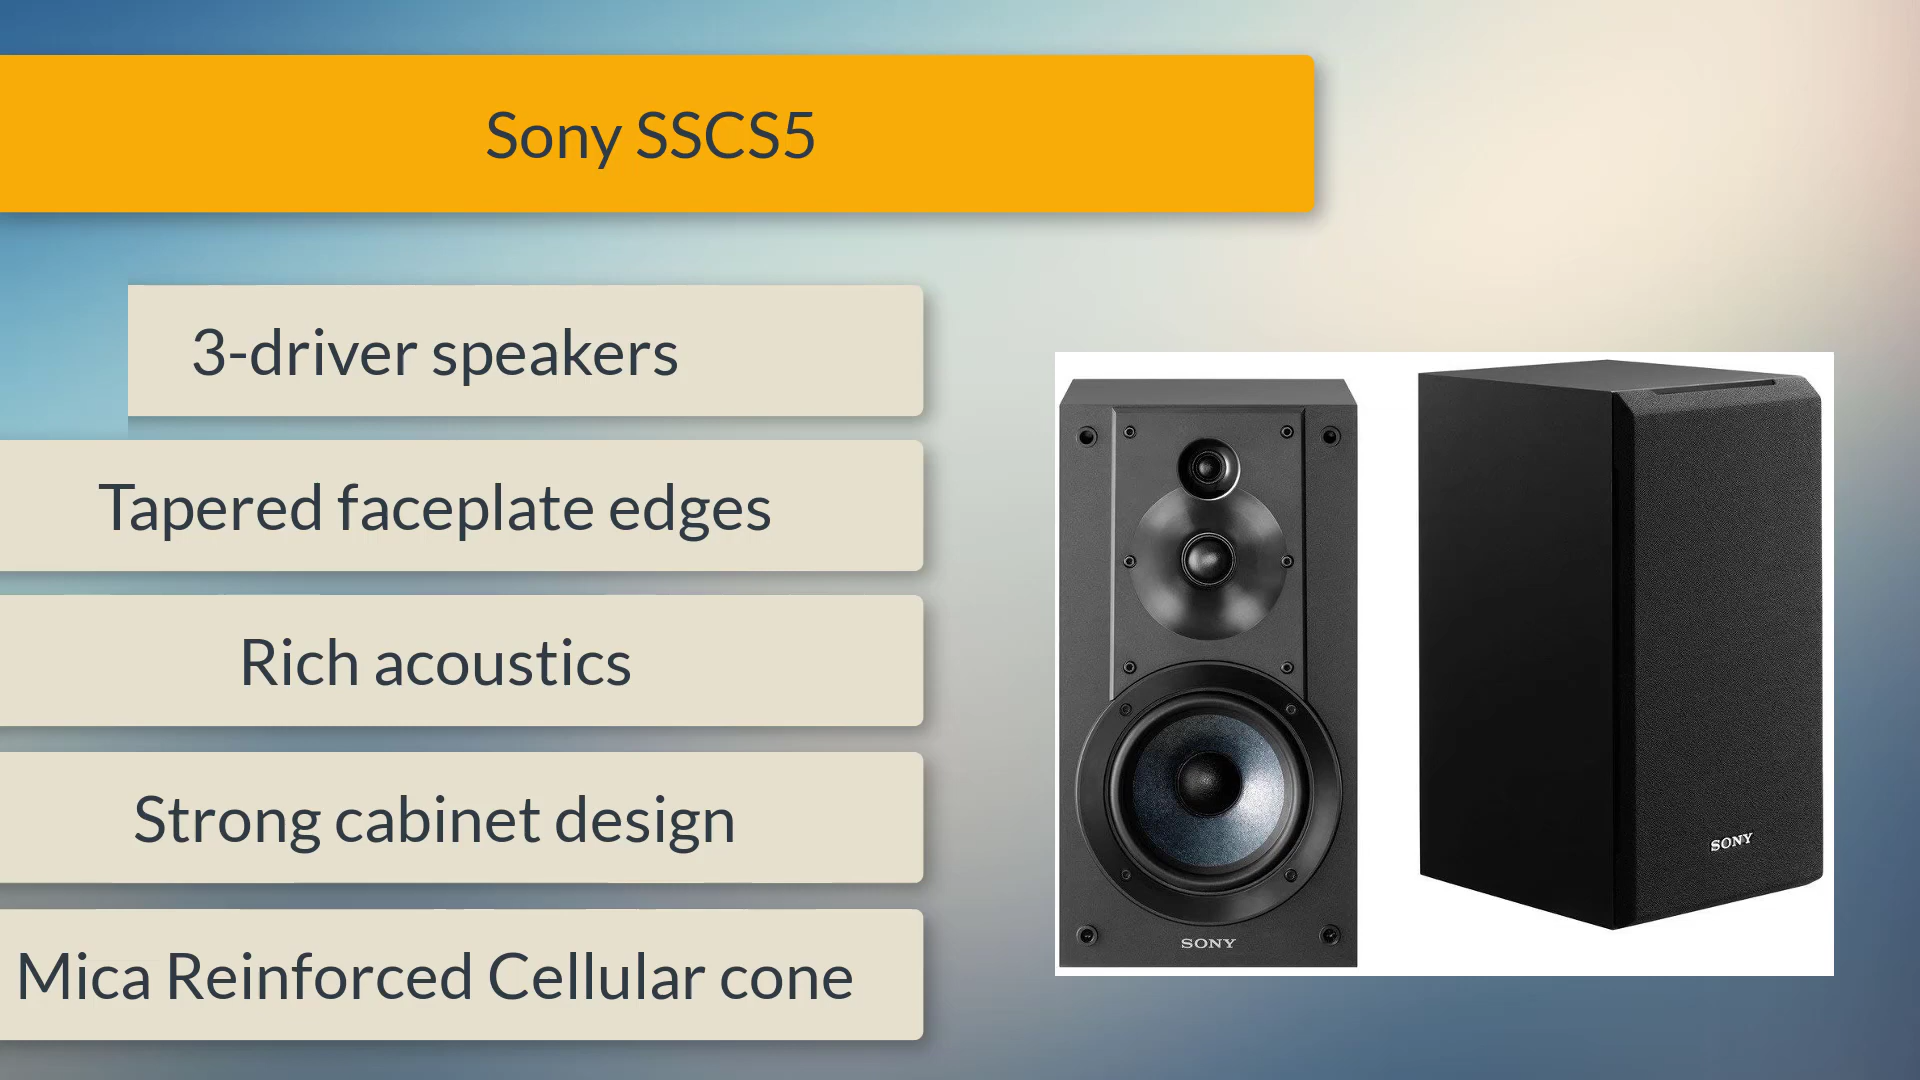 Sony SSCS5
3-driver speakers
Tapered faceplate edges
Rich acoustics
Strong cabinet design
Mica Reinforced Cellular cone
SONY
SONY